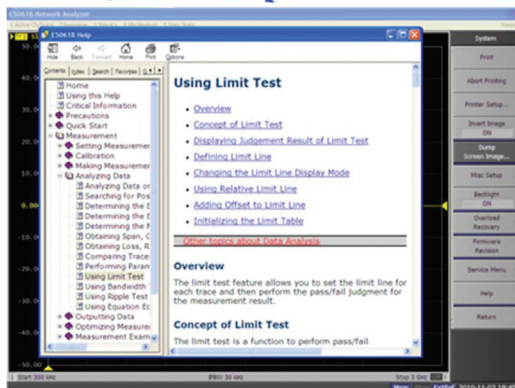 E5061B Network Analyzer
E5061B Help
Hide Back Forward Home Print Options
Contents Index Search Favorites
Home
Using this Help
Critical Information
Precautions
Quick Start
Measurement
Setting Measuremen
Calibration
Making Measuremen
Analyzing Data
Analyzing Data on
Searching for Pos
Determining the
Determining the
Determining the
Obtaining Span, C
Obtaining Loss, R
Comparing Trace
Performing Param
Using Limit Test
Using Bandwidth
Using Ripple Test
Using Equation Ed
Outputting Data
Optimizing Measure
Measurement Exam
Using Limit Test
Overview
Concept of Limit Test
Displaying Judgement Result of Limit Test
Defining Limit Line
Changing the Limit Line Display Mode
Using Relative Limit Line
Adding Offset to Limit Line
Initializing the Limit Table
Other topics about Data Analysis
Overview
The limit test feature allows you to set the limit line for
each trace and then perform the pass/fail judgment for
the measurement result.
Concept of Limit Test
The limit test is a function to perform pass/fail
System
Print
Abort Printing
Printer Setup...
Invert Image
ON
Dump
Screen Image...
Misc Setup
Backlight
ON
Overload
Recovery
Firmware
Revision
Service Menu
Help
Return
-50.00
1 Start 300 kHz
IFBW 30 kHz
Stop 3 GHz